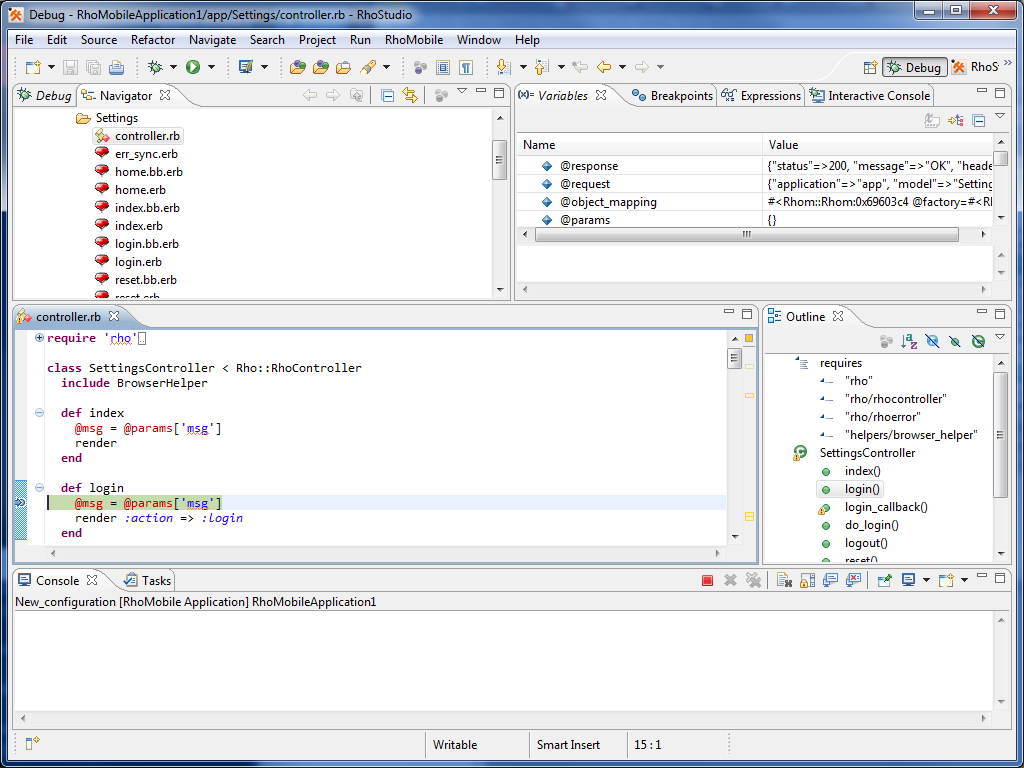 Debug - RhoMobileApplication1/app/Settings/controller.rb - RhoStudio
File Edit Source Refactor Navigate Search Project Run RhoMobile Window Help
Debug RhoS
Debug Navigator
Settings
controller.rb
err_sync.erb
home.bb.erb
home.erb
index.bb.erb
index.erb
login.bb.erb
login.erb
reset.bb.erb
reset.erb
(x)= Variables Breakpoints Expressions Interactive Console
Name Value
@response {"status"=>200, "message"=>"OK", "heade
@request {"application"=>"app", "model"=>"Setting
@object_mapping #<Rhom::Rhom:0x69603c4 @factory=#<R
@params {}
controller.rb
require 'rho'
class SettingsController < Rho::RhoController
include BrowserHelper
def index
@msg = @params['msg']
render
end
def login
@msg = @params['msg']
render :action => :login
end
Outline
requires
"rho"
"rho/rhocontroller"
"rho/rhoerror"
"helpers/browser_helper"
SettingsController
index()
login()
login_callback()
do_login()
logout()
reset()
Console Tasks
New_configuration [RhoMobile Application] RhoMobileApplication1
Writable Smart Insert 15 : 1